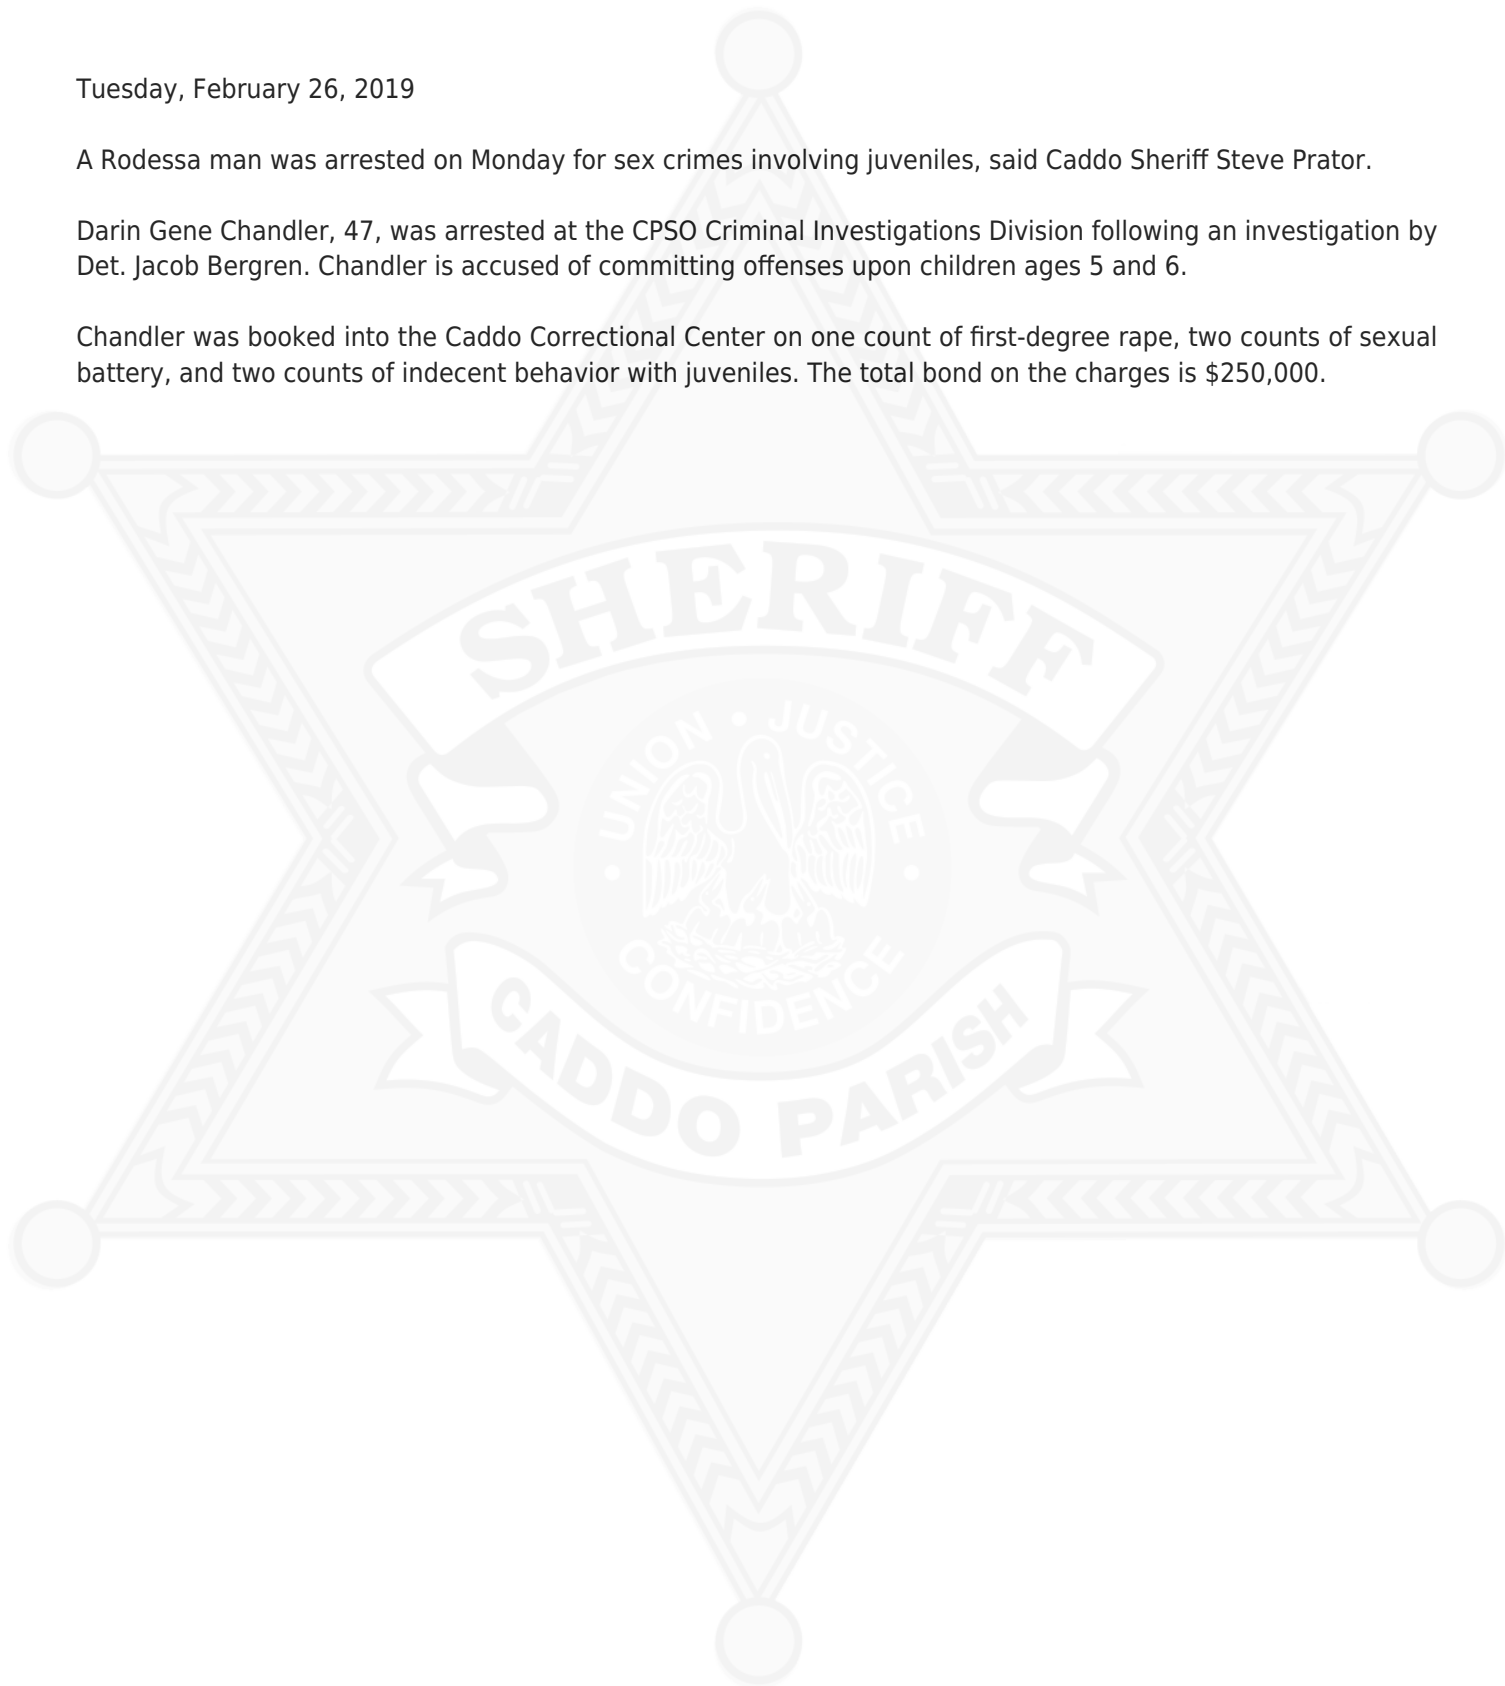 Tuesday, February 26, 2019
A Rodessa man was arrested on Monday for sex crimes involving juveniles, said Caddo Sheriff Steve Prator.
Darin Gene Chandler, 47, was arrested at the CPSO Criminal Investigations Division following an investigation by
Det. Jacob Bergren. Chandler is accused of committing offenses upon children ages 5 and 6.
Chandler was booked into the Caddo Correctional Center on one count of first-degree rape, two counts of sexual
battery, and two counts of indecent behavior with juveniles. The total bond on the charges is $250,000.
SHERIFF
UNION • JUSTICE •
• CONFIDENCE
CADDO PARISH